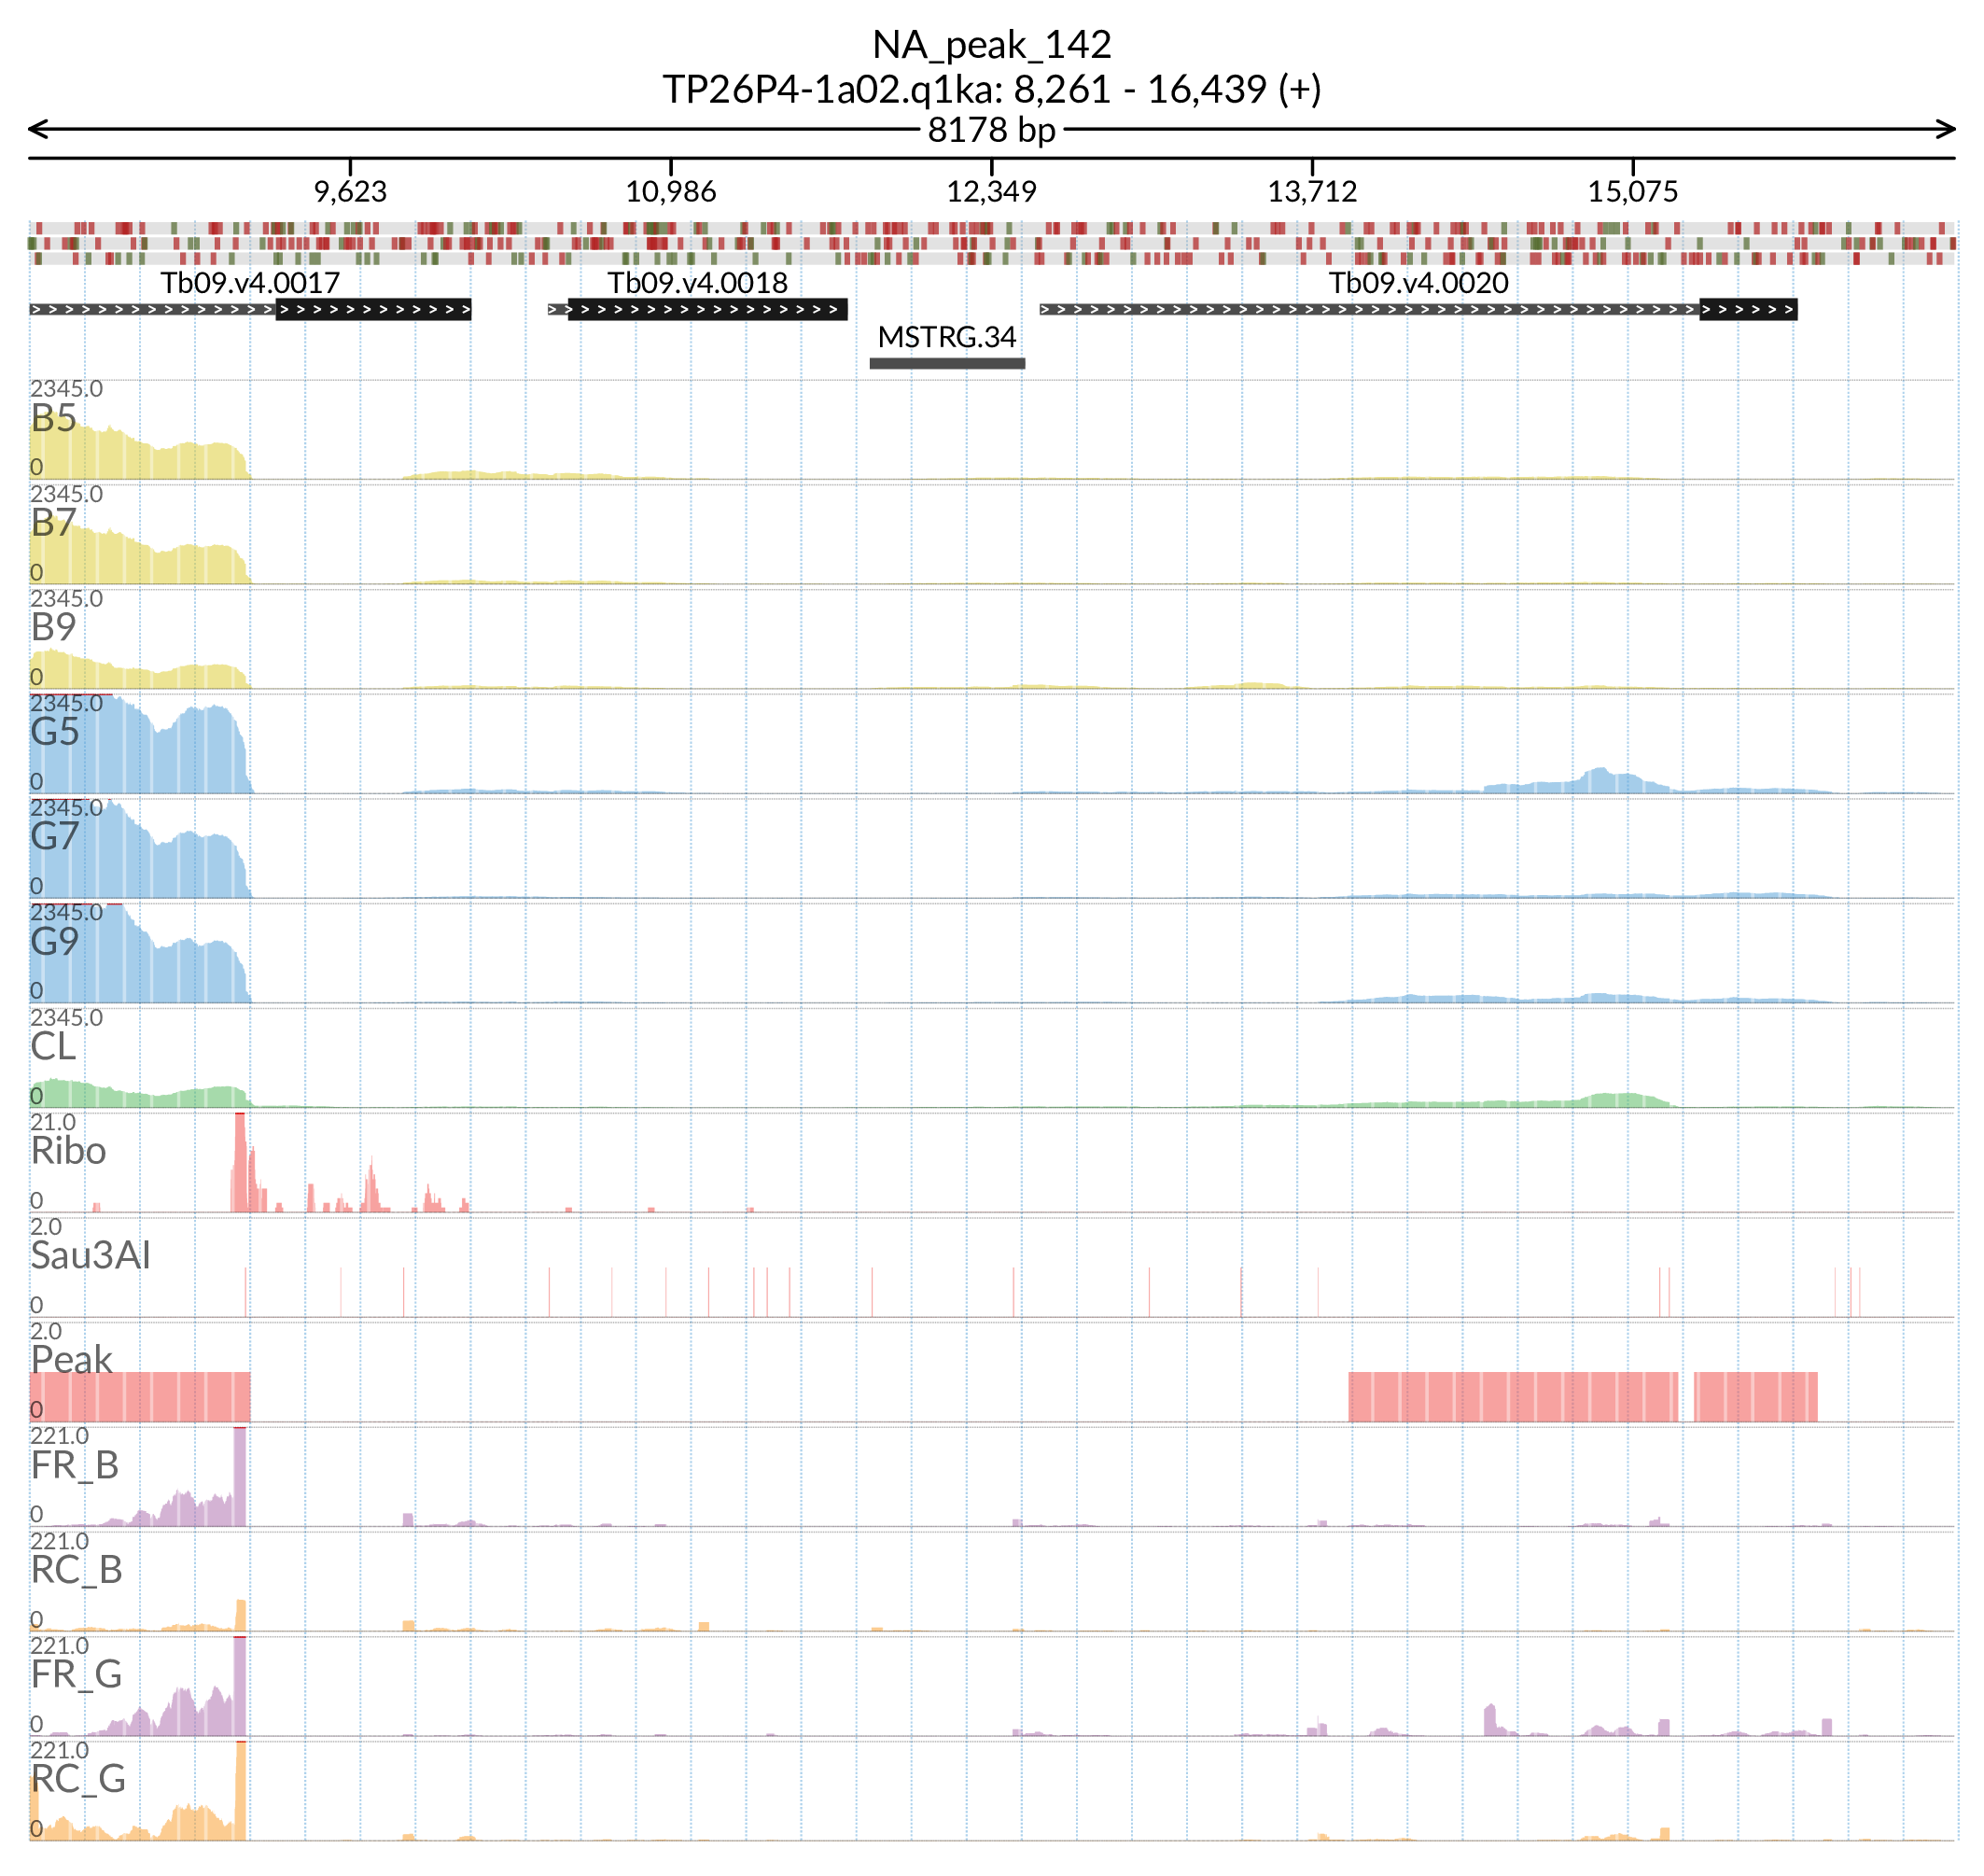 NA_peak_142
TP26P4-1a02.q1ka: 8,261 - 16,439 (+)
8178 bp
9,623 10,986 12,349 13,712 15,075
Tb09.v4.0017 Tb09.v4.0018 Tb09.v4.0020
MSTRG.34
2345.0
B5
0
2345.0
B7
0
2345.0
B9
0
2345.0
G5
0
2345.0
G7
0
2345.0
G9
0
2345.0
CL
0
21.0
Ribo
0
2.0
Sau3AI
0
2.0
Peak
0
221.0
FR_B
0
221.0
RC_B
0
221.0
FR_G
0
221.0
RC_G
0